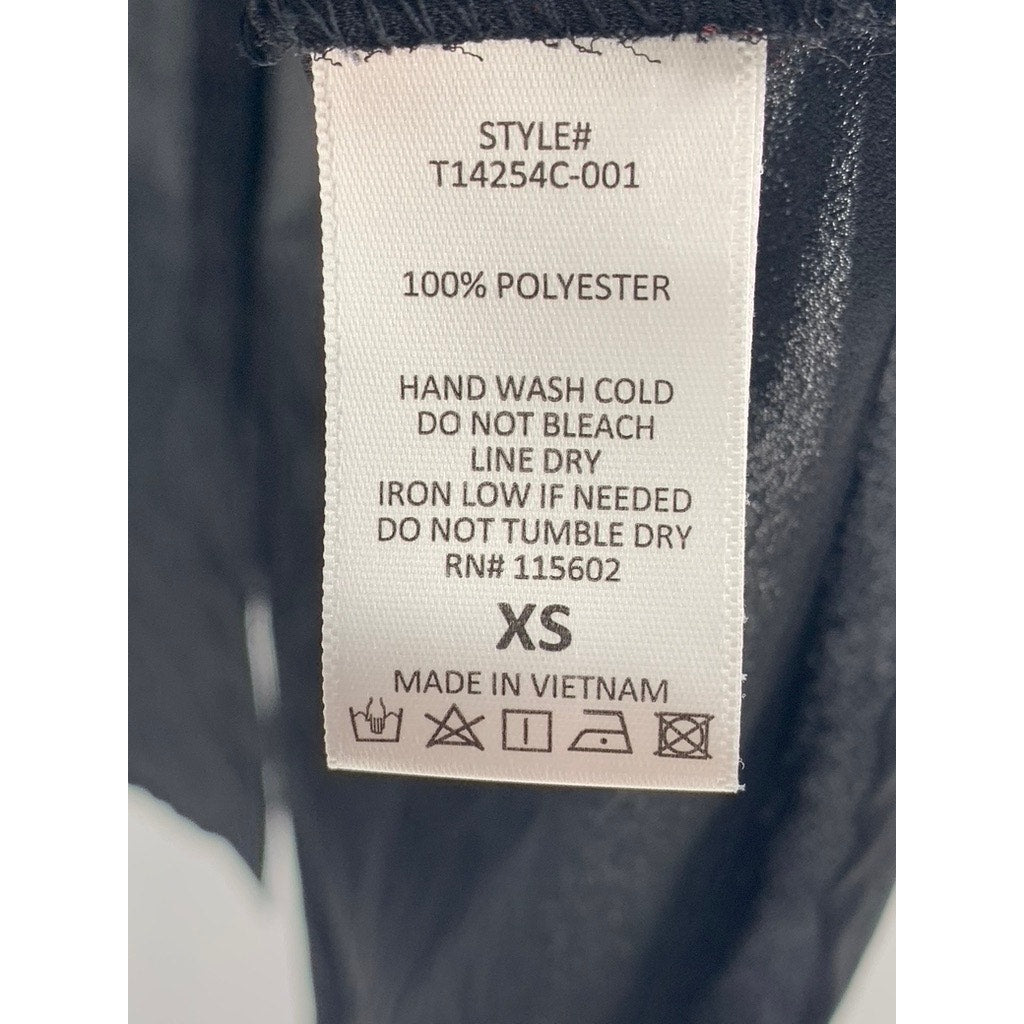 STYLE#
T14254C-001
100% POLYESTER
HAND WASH COLD
DO NOT BLEACH
LINE DRY
IRON LOW IF NEEDED
DO NOT TUMBLE DRY
RN# 115602
XS
MADE IN VIETNAM